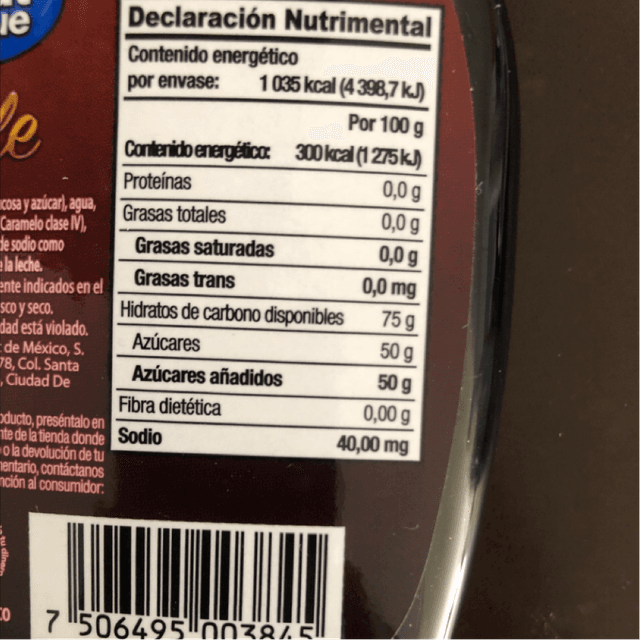 ue
le
Declaración Nutrimental
Contenido energético
por envase: 1 035 kcal (4 398,7 kJ)
Por 100 g
Contenido energético: 300 kcal (1 275 kJ)
Proteínas 0,0 g
Grasas totales 0,0 g
Grasas saturadas 0,0 g
Grasas trans 0,0 mg
Hidratos de carbono disponibles 75 g
Azúcares 50 g
Azúcares añadidos 50 g
Fibra dietética 0,00 g
Sodio 40,00 mg
cosa y azúcar), agua,
Caramelo clase IV),
de sodio como
la leche.
ente indicados en el
sco y seco.
dad está violado.
de México, S.
78, Col. Santa
, Ciudad De
oducto, preséntalo en
nte de la tienda donde
o la devolución de tu
mentario, contáctanos
nción al consumidor:
7 506495 003845